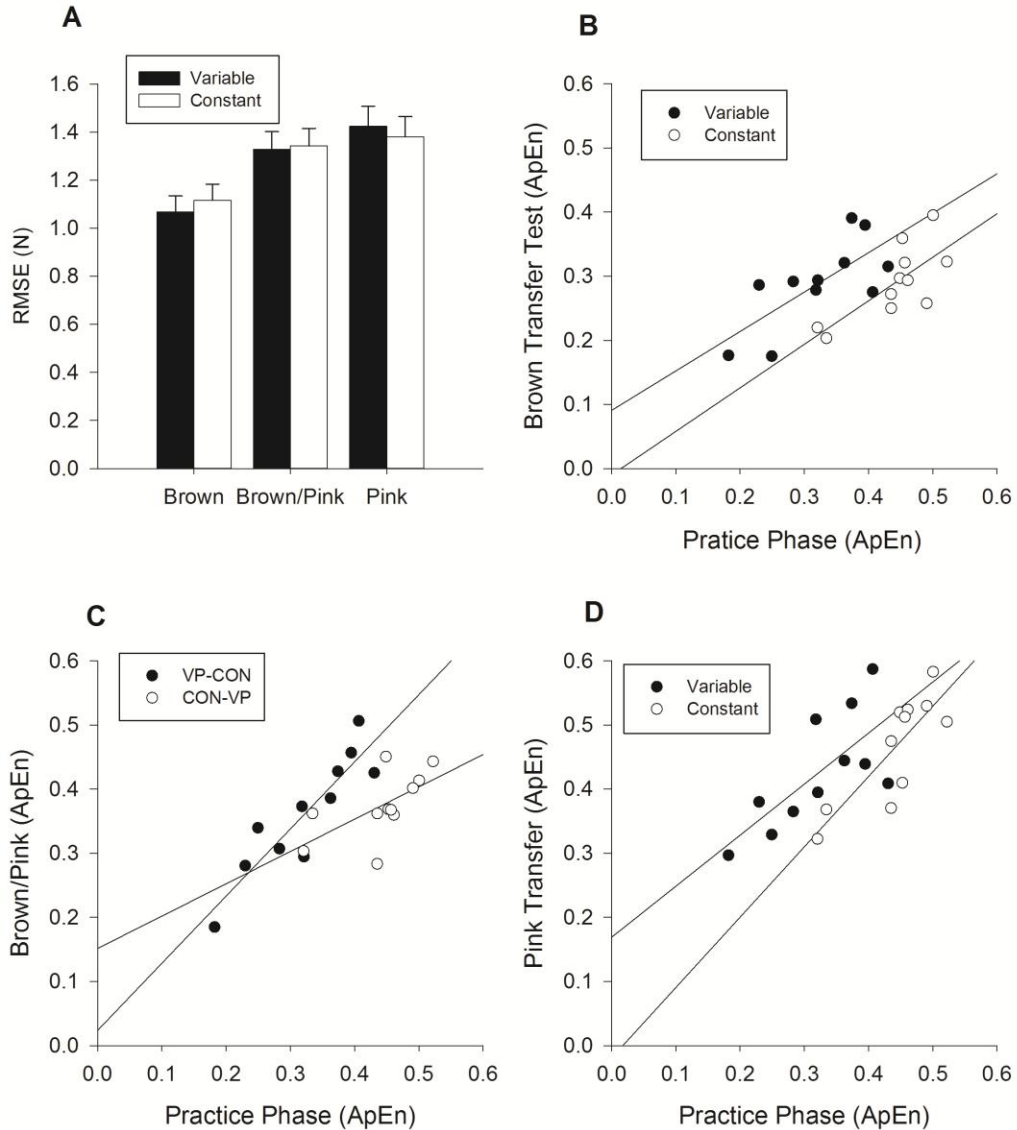 A
Variable
Constant
1.6
1.4
1.2
1.0
0.8
0.6
0.4
0.2
0.0
RMSE (N)
Brown Brown/Pink Pink
B
Variable
Constant
0.6
0.5
0.4
0.3
0.2
0.1
0.0
Brown Transfer Test (ApEn)
0.0 0.1 0.2 0.3 0.4 0.5 0.6
Pratice Phase (ApEn)
C
VP-CON
CON-VP
0.6
0.5
0.4
0.3
0.2
0.1
0.0
Brown/Pink (ApEn)
0.0 0.1 0.2 0.3 0.4 0.5 0.6
Practice Phase (ApEn)
D
Variable
Constant
0.6
0.5
0.4
0.3
0.2
0.1
0.0
Pink Transfer (ApEn)
0.0 0.1 0.2 0.3 0.4 0.5 0.6
Practice Phase (ApEn)